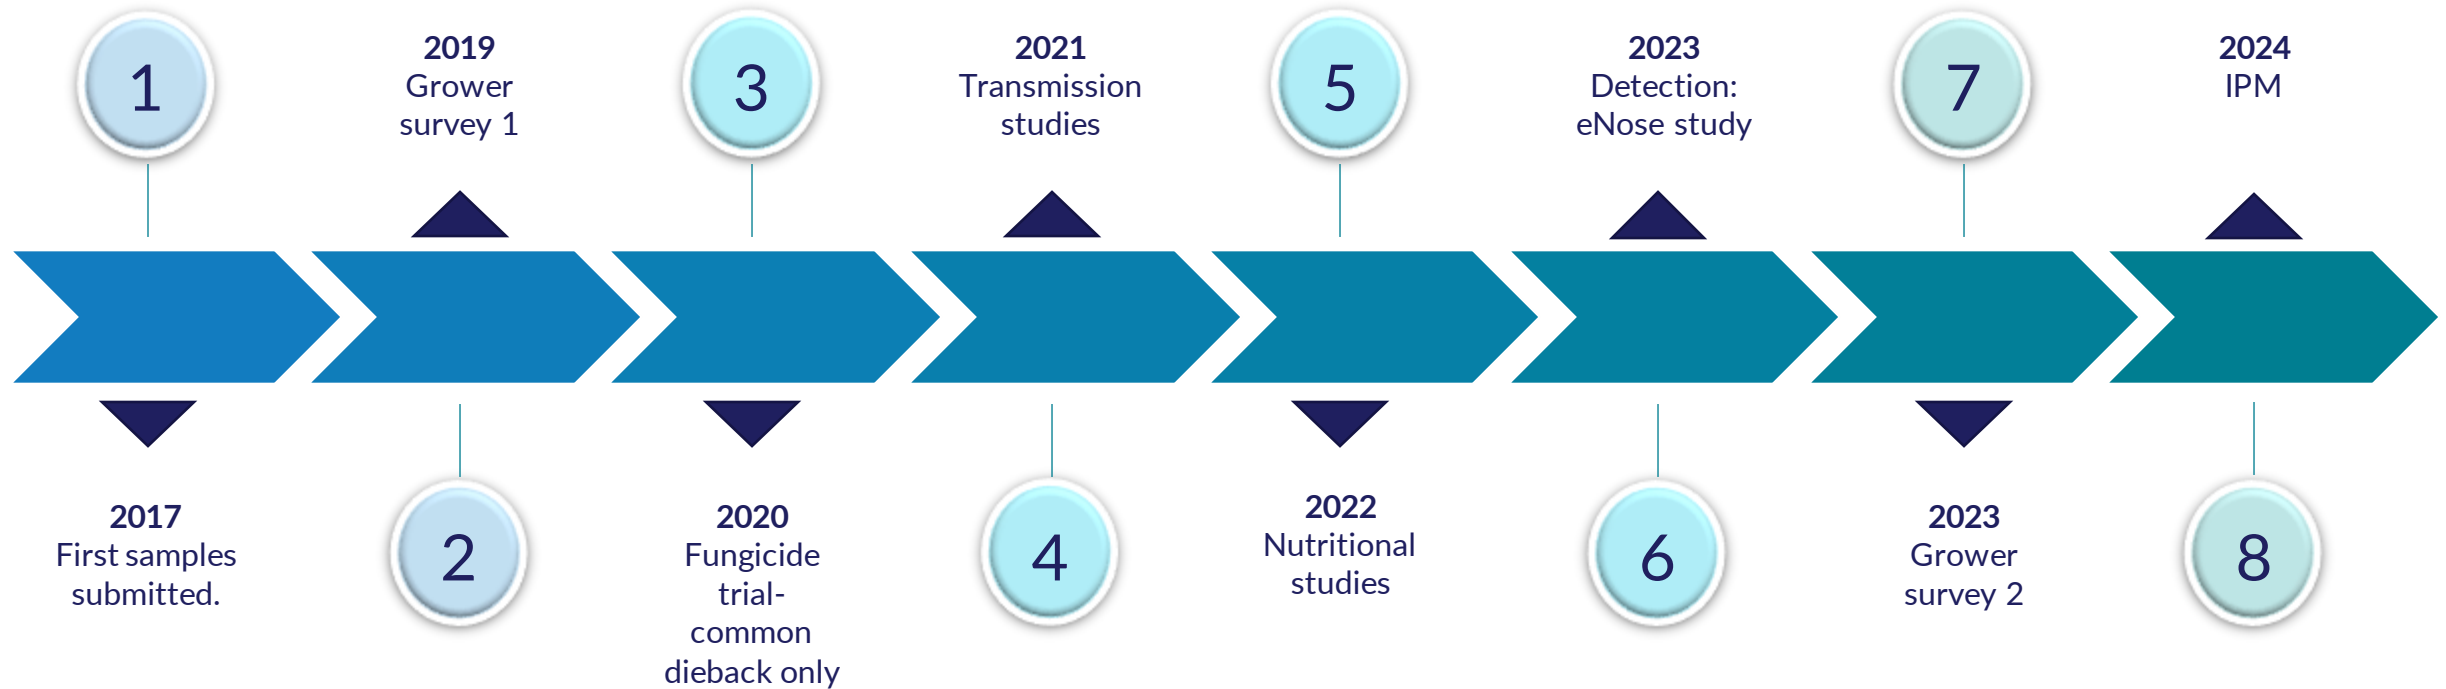 1
2017
First samples
submitted.
2019
Grower
survey 1
2
3
2020
Fungicide
trial-
common
dieback only
2021
Transmission
studies
4
5
2022
Nutritional
studies
2023
Detection:
eNose study
6
7
2023
Grower
survey 2
2024
IPM
8